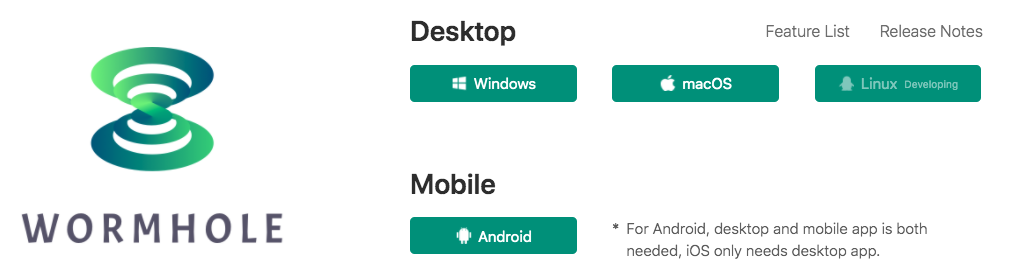 WORMHOLE
Desktop
Feature List
Release Notes
Windows
macOS
Linux Developing
Mobile
Android
* For Android, desktop and mobile app is both
needed, iOS only needs desktop app.